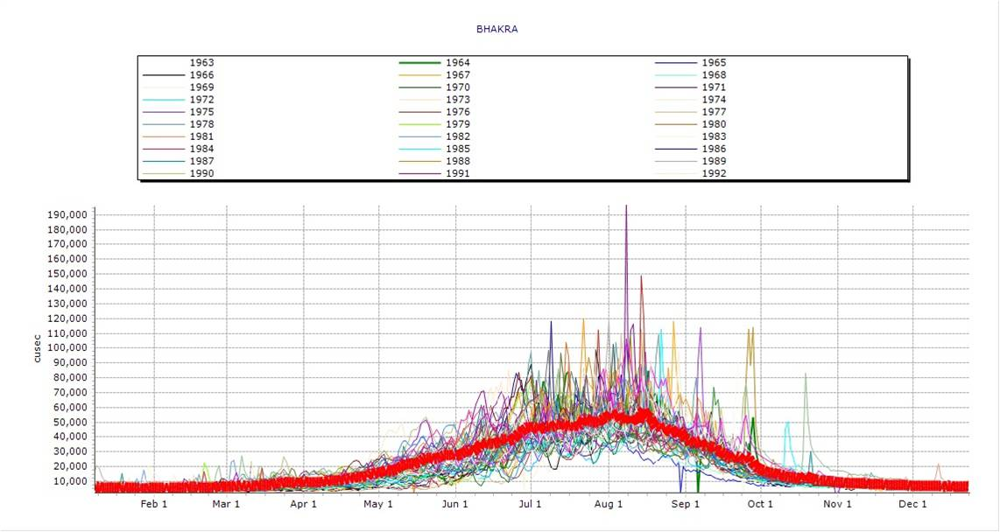 BHAKRA
1963 1964 1965
1966 1967 1968
1969 1970 1971
1972 1973 1974
1975 1976 1977
1978 1979 1980
1981 1982 1983
1984 1985 1986
1987 1988 1989
1990 1991 1992
190,000
180,000
170,000
160,000
150,000
140,000
130,000
120,000
110,000
100,000
90,000
80,000
70,000
60,000
50,000
40,000
30,000
20,000
10,000
cusec
Feb 1 Mar 1 Apr 1 May 1 Jun 1 Jul 1 Aug 1 Sep 1 Oct 1 Nov 1 Dec 1